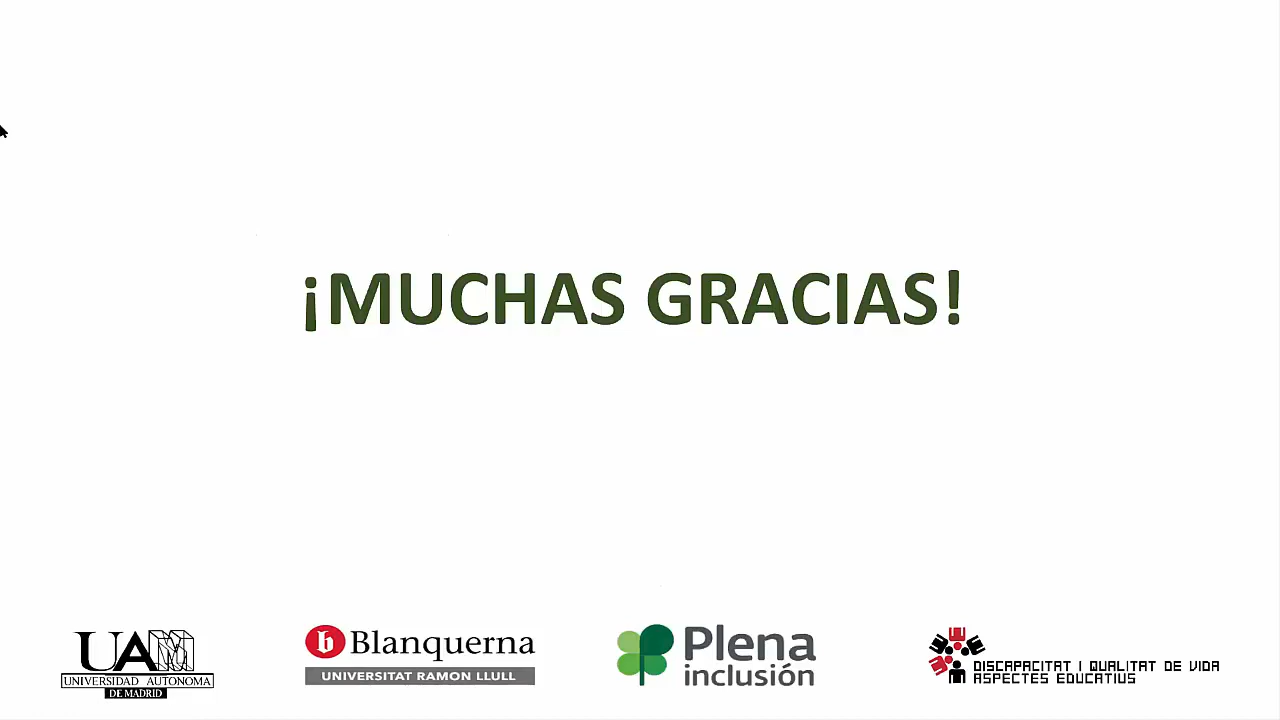 ¡MUCHAS GRACIAS!
UAM
UNIVERSIDAD AUTONOMA
DE MADRID
b Blanquerna
UNIVERSITAT RAMON LLULL
Plena
inclusión
DISCAPACITAT I QUALITAT DE VIDA
ASPECTES EDUCATIUS